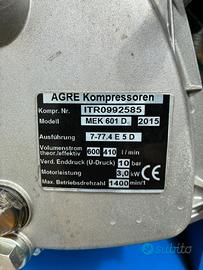 AGRE Kompressoren
Kompr. Nr. ITR0992585
Modell MEK 601 D 2015
Ausführung 7-77.4 E 5 D
Volumenstrom theor./effektiv 600 410 l/min
Verd. Enddruck (Ü-Druck) 10 bar
Motorleistung 3,0 kW
Max. Betriebsdrehzahl 1400 min/1
subito